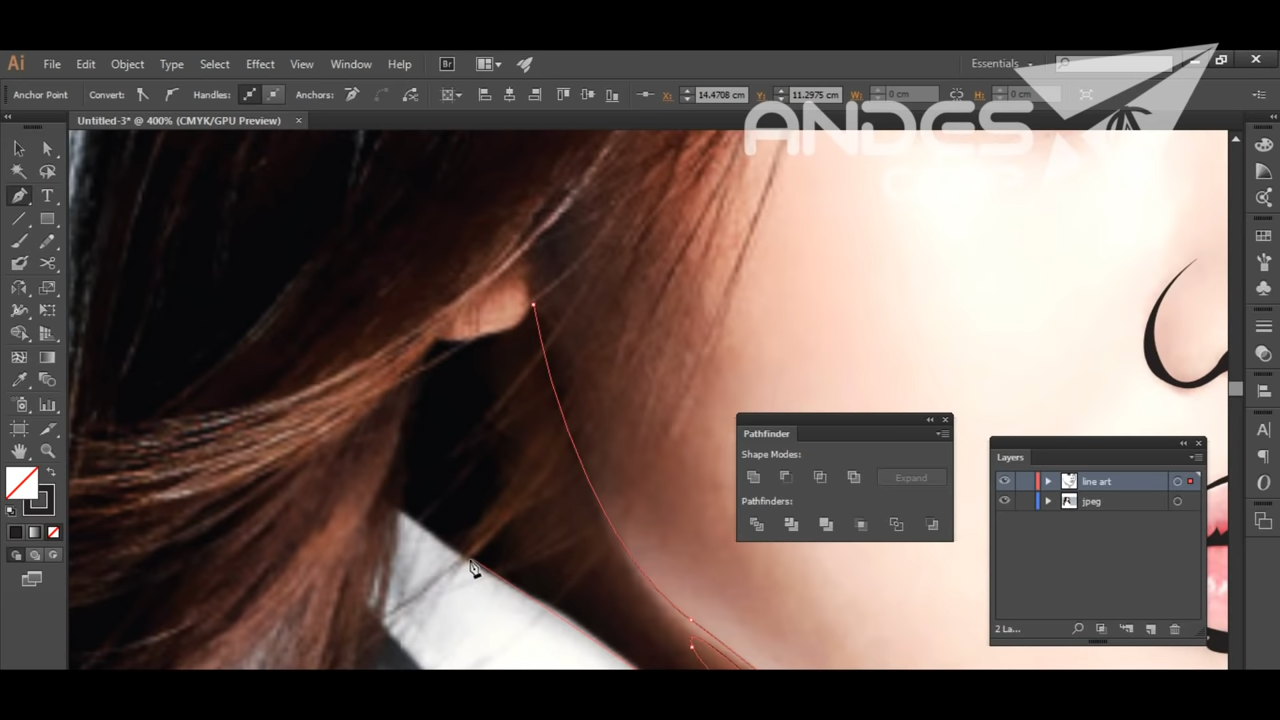 Ai File Edit Object Type Select Effect View Window Help Br Essentials
Anchor Point Convert: Handles: Anchors: X: 14.4708 cm Y: 11.2975 cm W: 0 cm H: 0 cm
Untitled-3* @ 400% (CMYK/GPU Preview)
ANDES
Pathfinder
Shape Modes:
Expand
Pathfinders:
Layers
line art
jpeg
2 La...